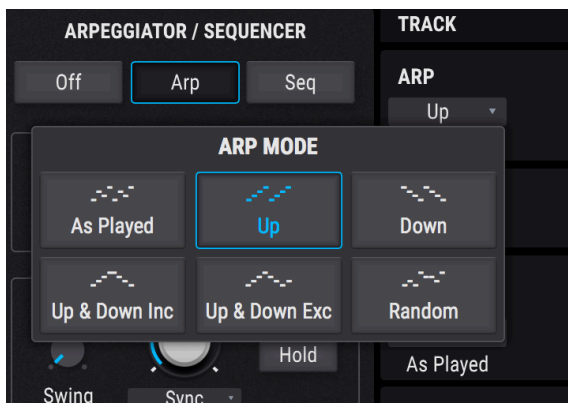 ARPEGGIATOR / SEQUENCER
TRACK
Off
Arp
Seq
ARP
Up
ARP MODE
As Played
Up
Down
Up & Down Inc
Up & Down Exc
Random
Hold
As Played
Swing
Sync